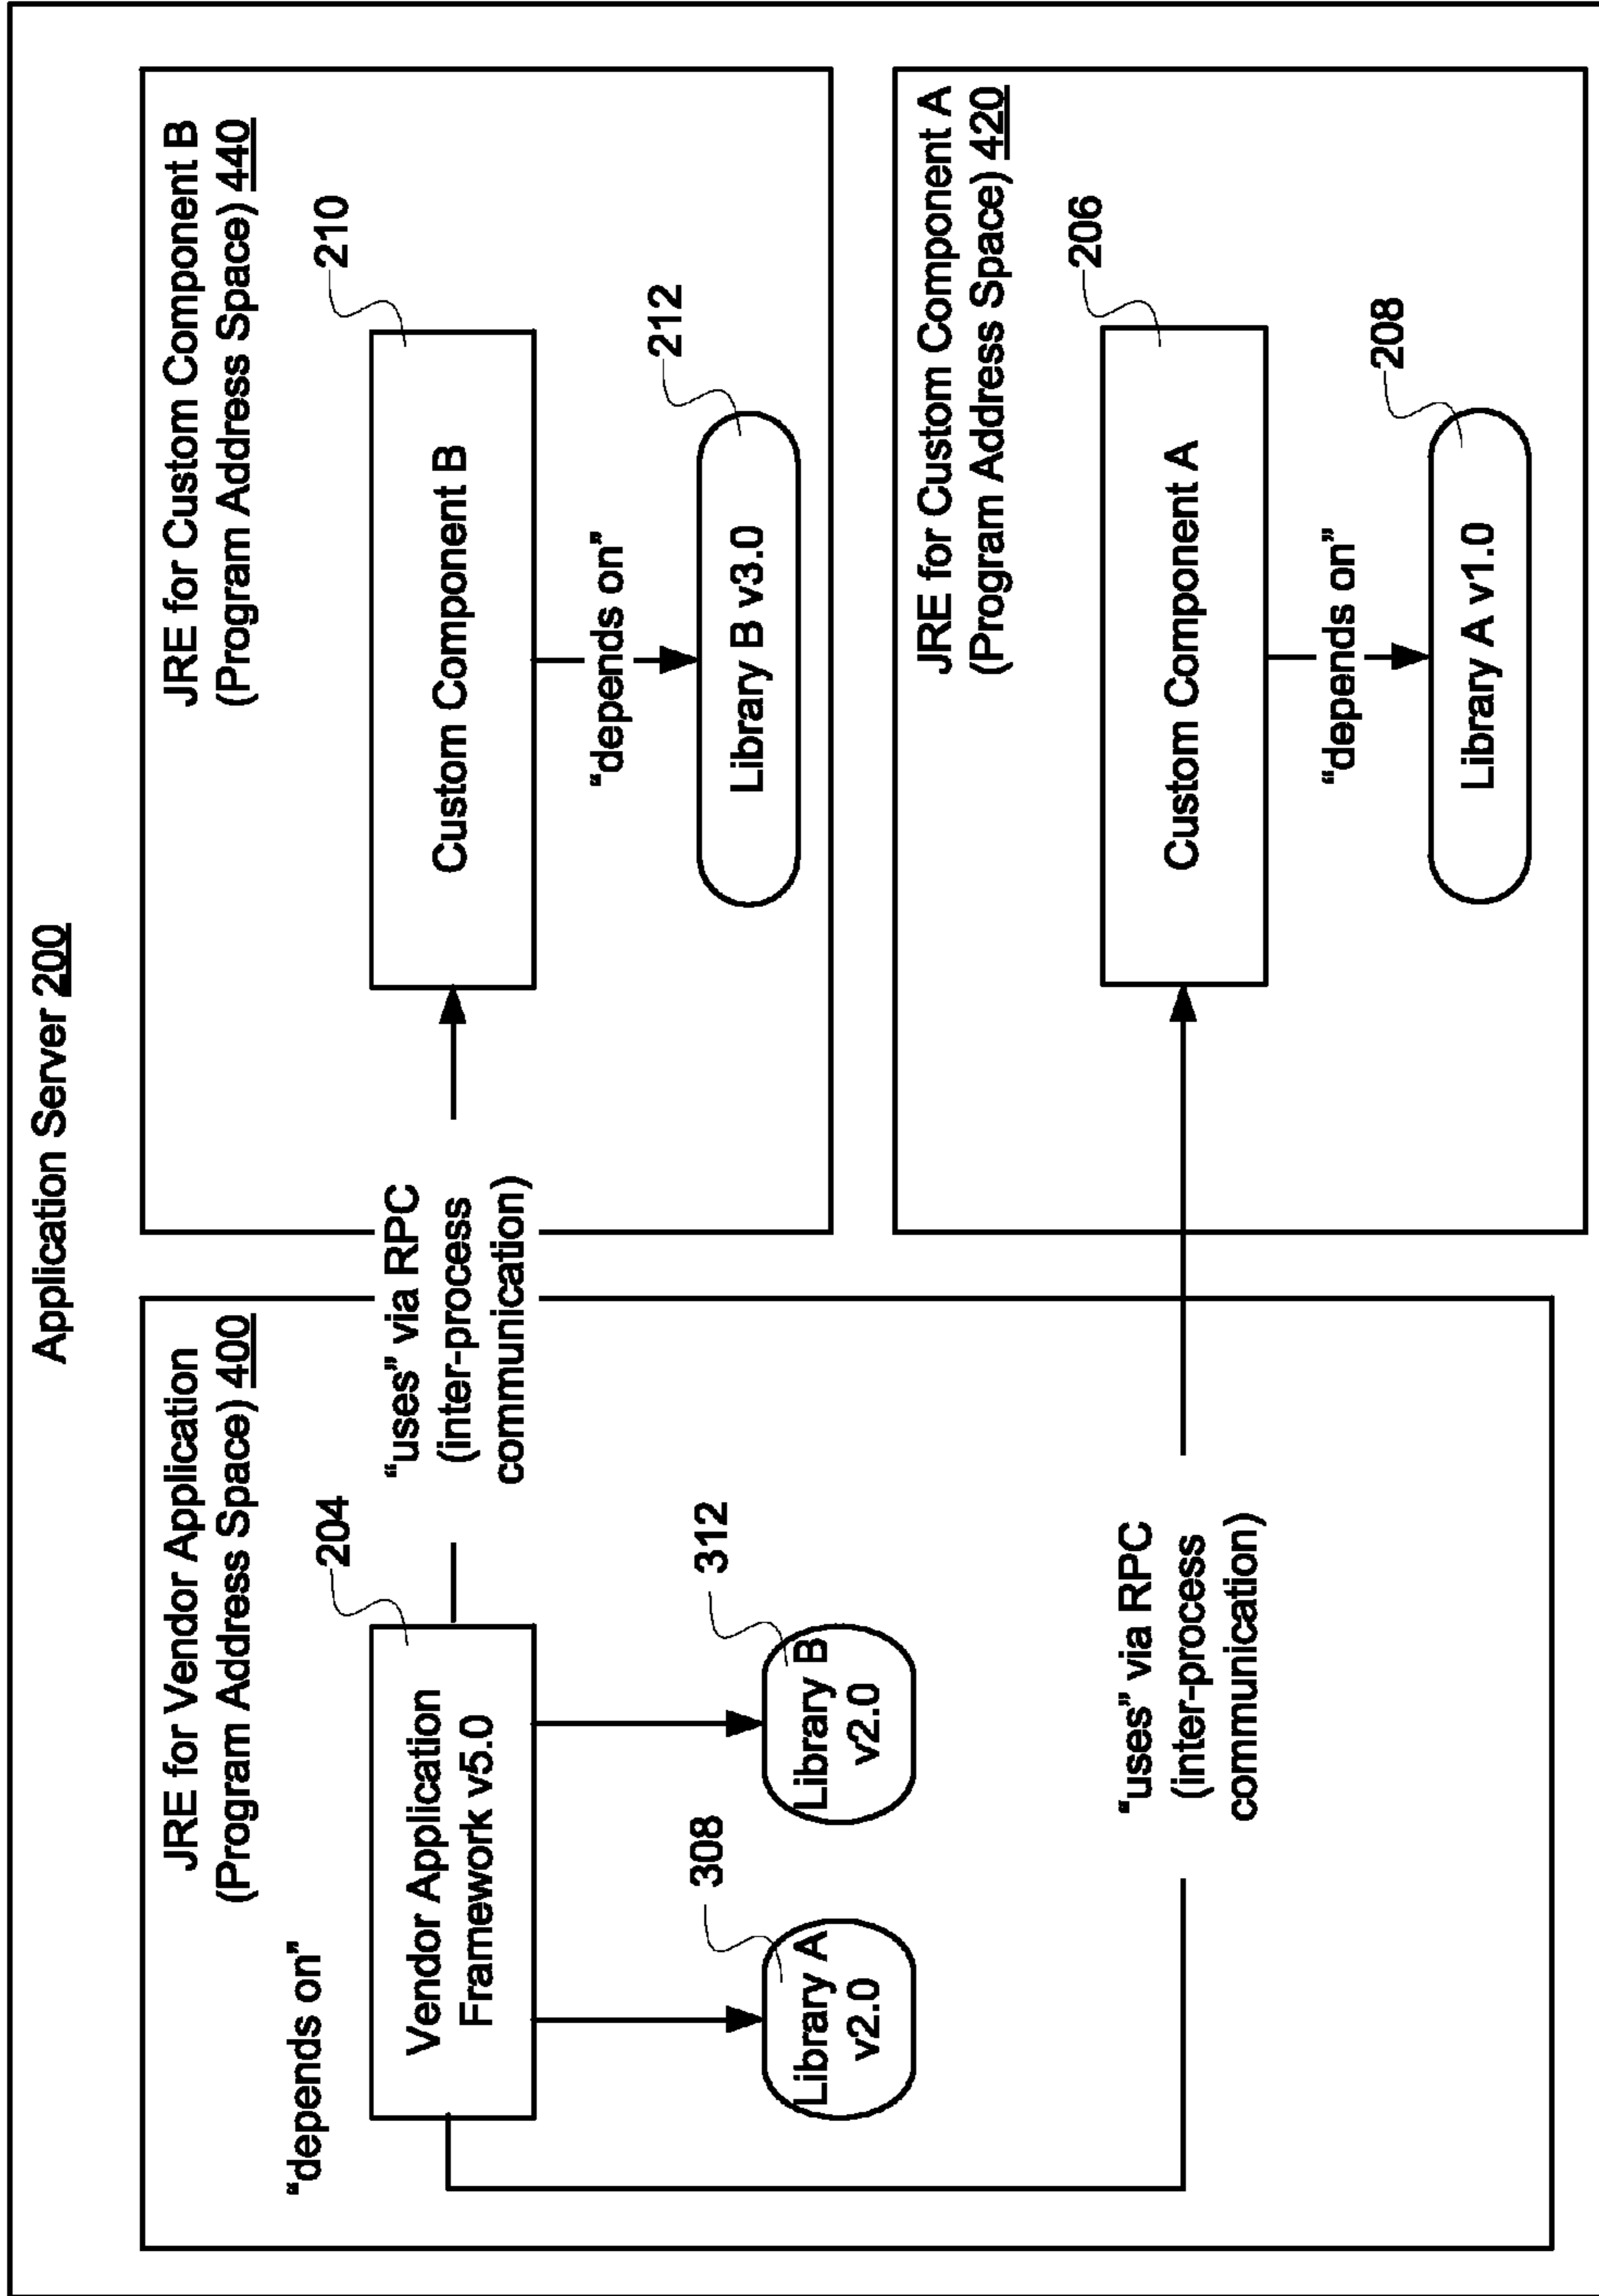 Application Server 200
JRE for Vendor Application
(Program Address Space) 400
“depends on”
204
Vendor Application
Framework v5.0
308
Library A
v2.0
312
Library B
v2.0
“uses” via RPC
(inter-process
communication)
“uses” via RPC
(inter-process
communication)
JRE for Custom Component B
(Program Address Space) 440
210
Custom Component B
“depends on”
212
Library B v3.0
JRE for Custom Component A
(Program Address Space) 420
206
Custom Component A
“depends on”
208
Library A v1.0